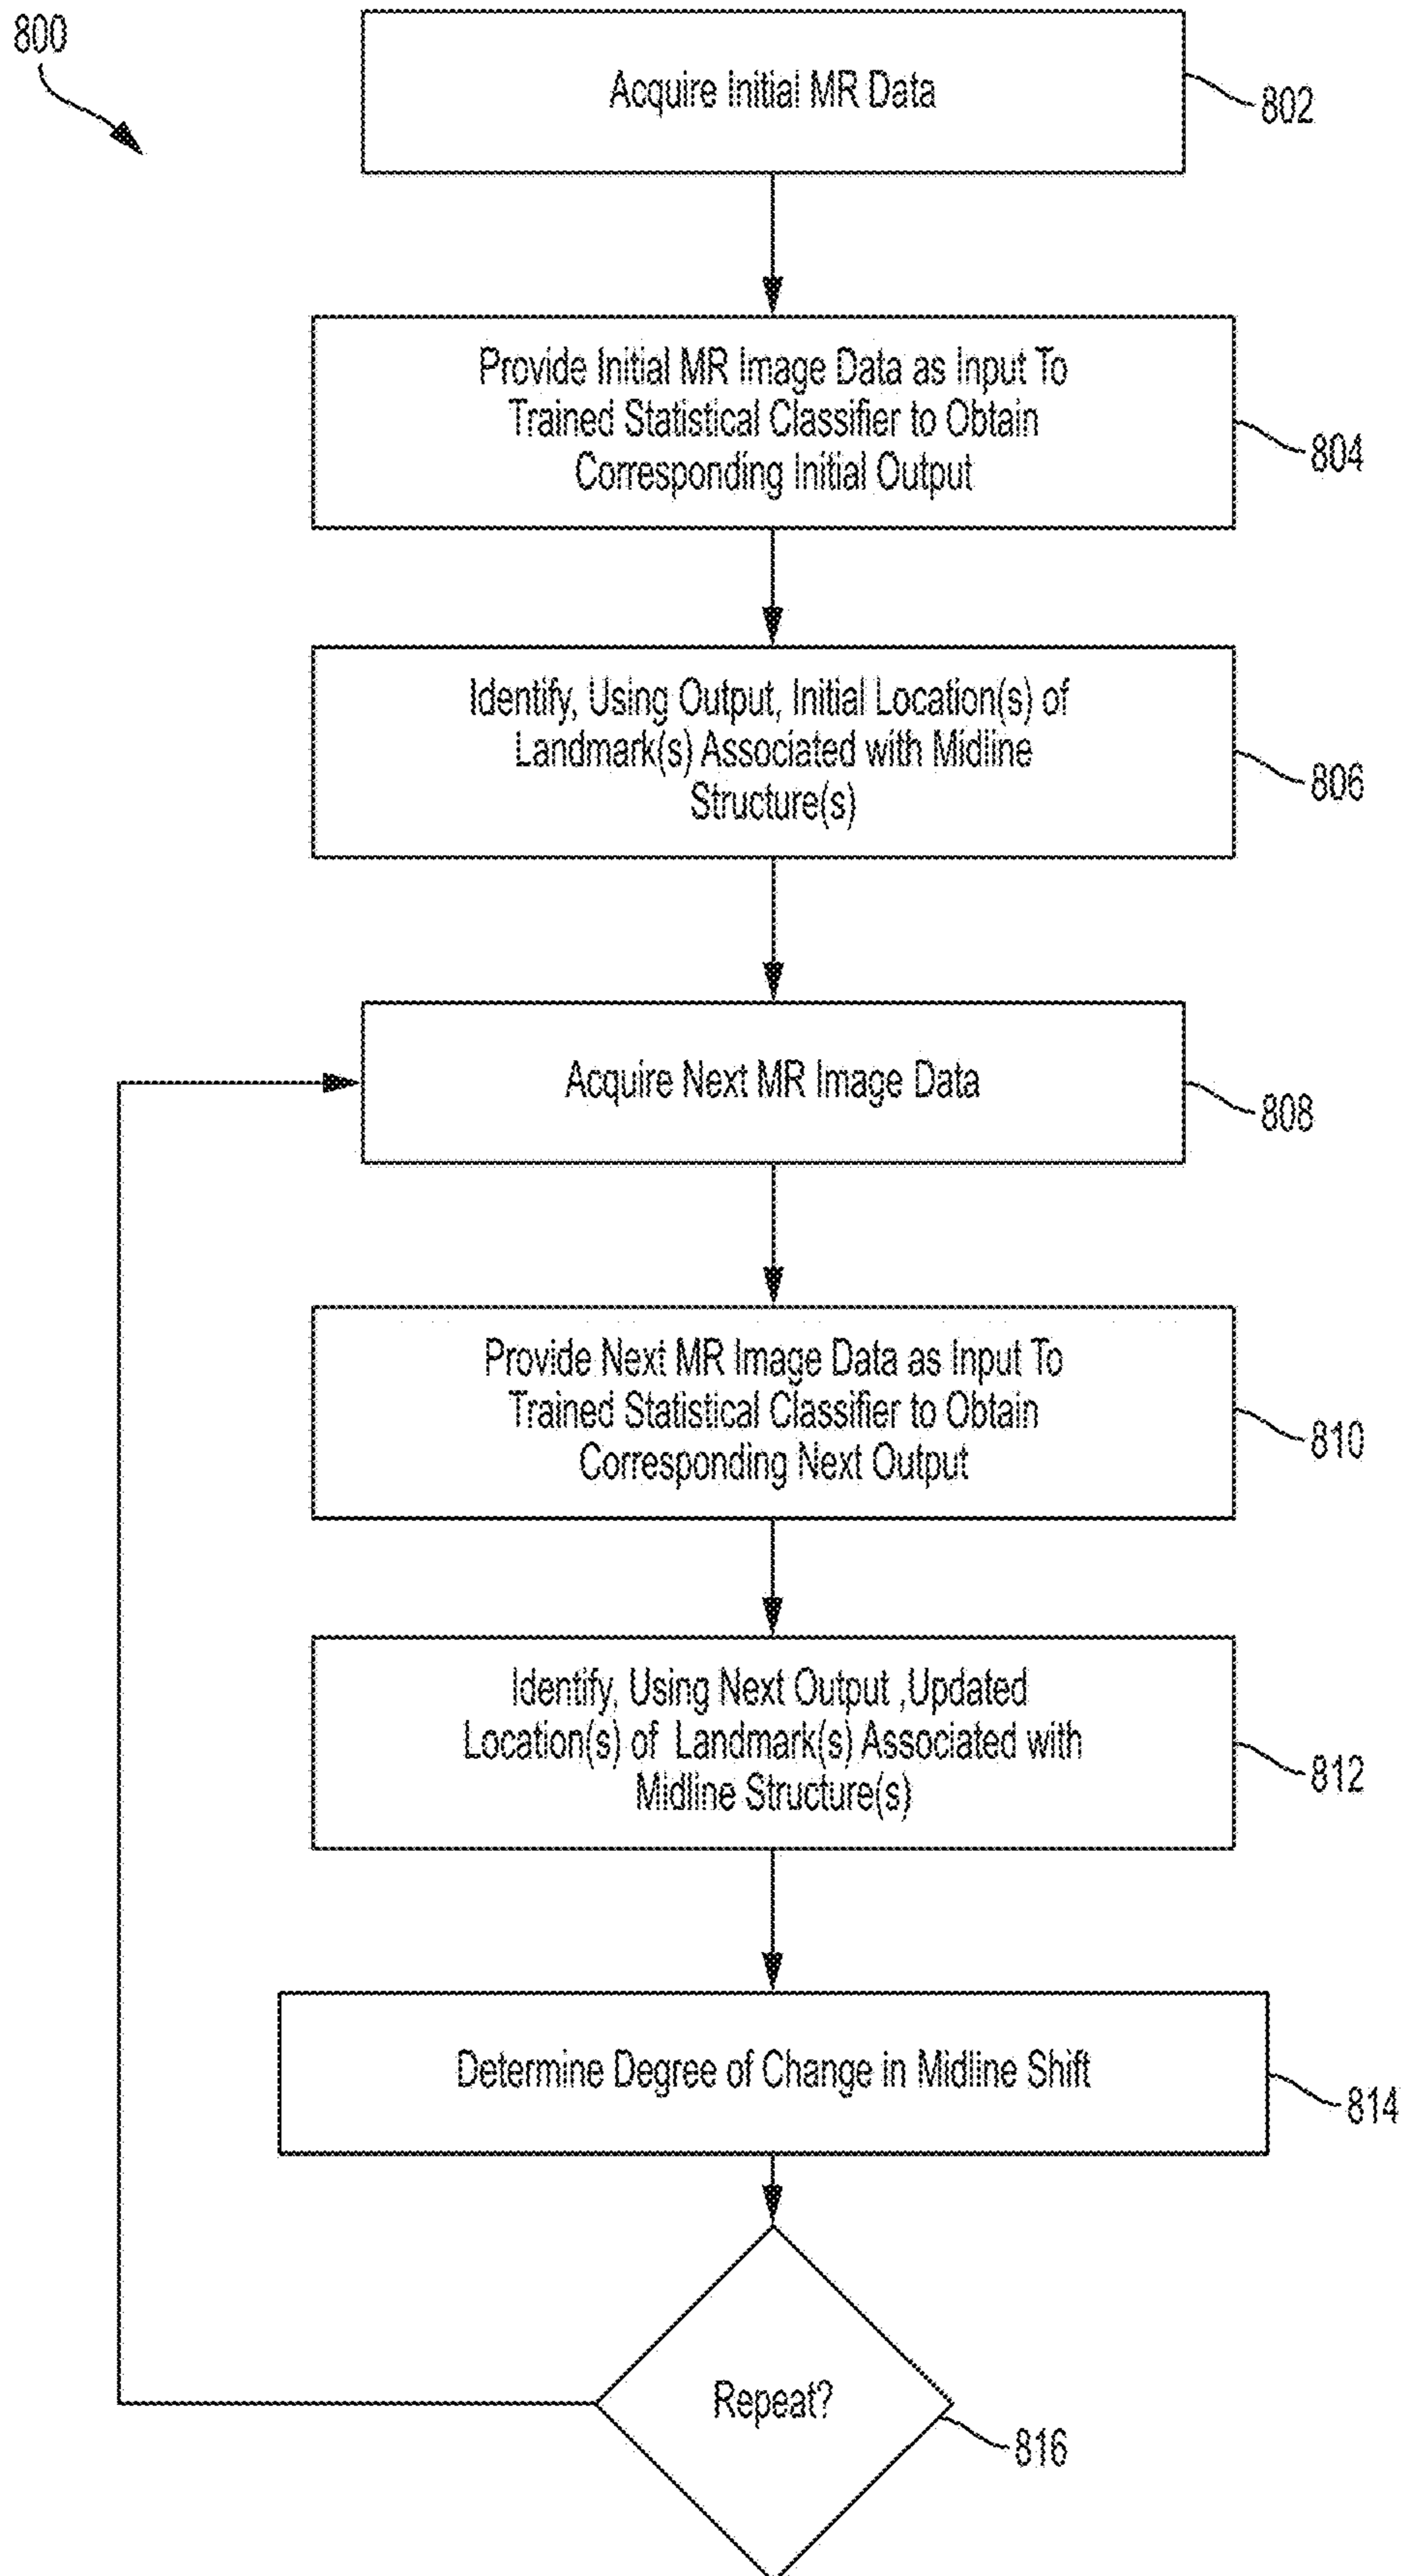 800
Acquire Initial MR Data
802
Provide Initial MR Image Data as Input To
Trained Statistical Classifier to Obtain
Corresponding Initial Output
804
Identify, Using Output, Initial Location(s) of
Landmark(s) Associated with Midline
Structure(s)
806
Acquire Next MR Image Data
808
Provide Next MR Image Data as Input To
Trained Statistical Classifier to Obtain
Corresponding Next Output
810
Identify, Using Next Output ,Updated
Location(s) of Landmark(s) Associated with
Midline Structure(s)
812
Determine Degree of Change in Midline Shift
814
Repeat?
816